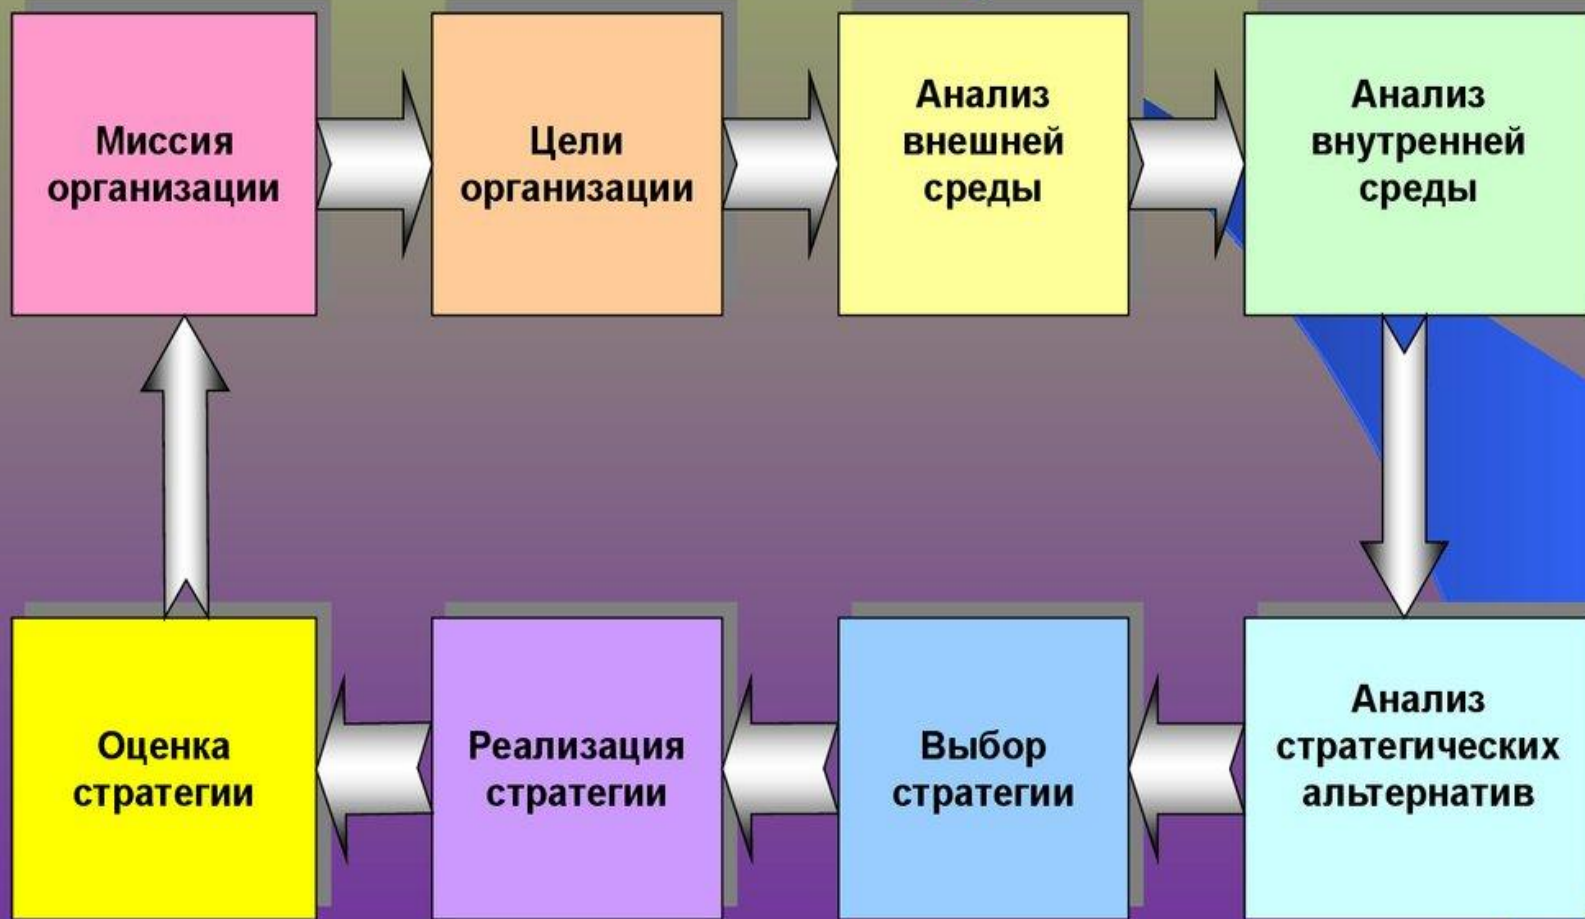 Миссия
организации
Цели
организации
Анализ
внешней
среды
Анализ
внутренней
среды
Оценка
стратегии
Реализация
стратегии
Выбор
стратегии
Анализ
стратегических
альтернатив